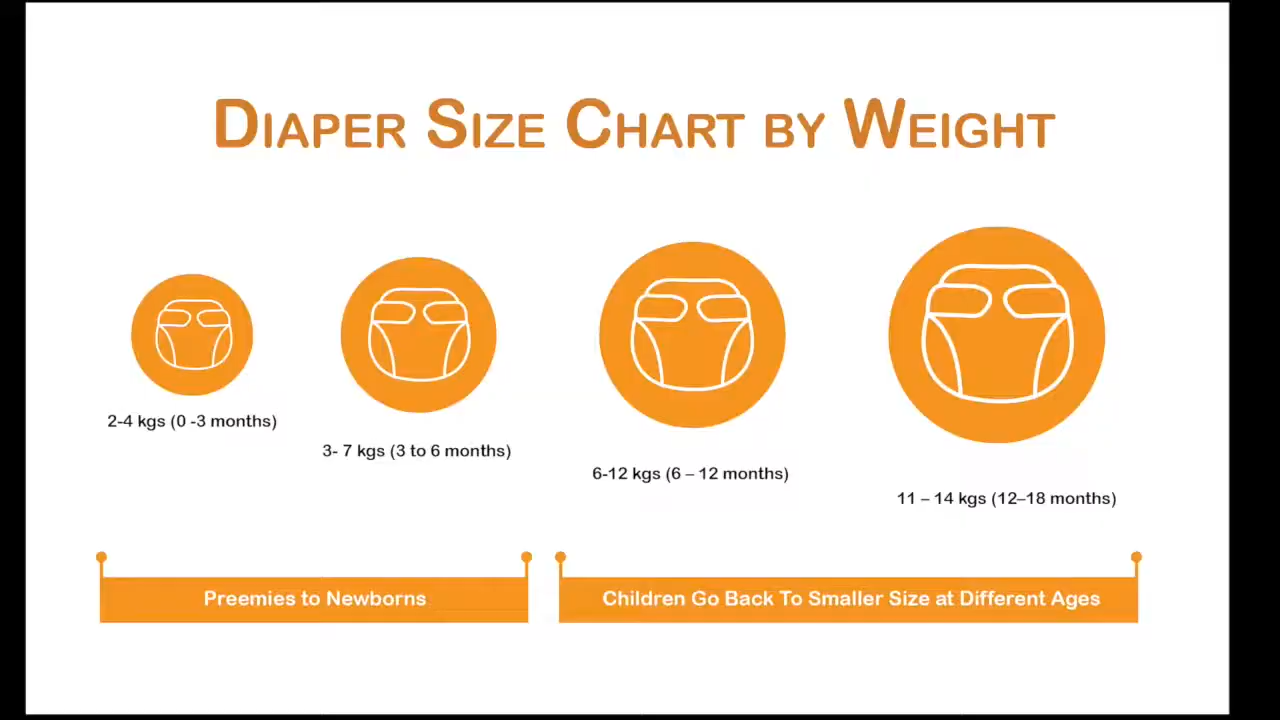 DIAPER SIZE CHART BY WEIGHT
2-4 kgs (0 -3 months)
3- 7 kgs (3 to 6 months)
6-12 kgs (6 – 12 months)
11 – 14 kgs (12–18 months)
Preemies to Newborns
Children Go Back To Smaller Size at Different Ages